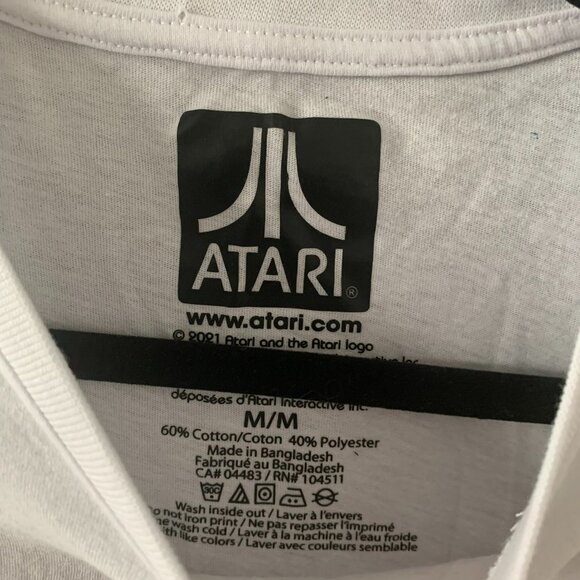 ATARI®
www.atari.com
© 2021 Atari and the Atari logo
déposées d'Atari Interactive Inc.
M/M
60% Cotton/Coton 40% Polyester
Made in Bangladesh
Fabriqué au Bangladesh
CA# 04483 / RN# 104511
30C
Wash inside out / Laver à l'envers
not iron print / Ne pas repasser l'imprimé
wash cold / Laver à la machine à l'eau froide
with like colors / Laver avec couleurs semblable